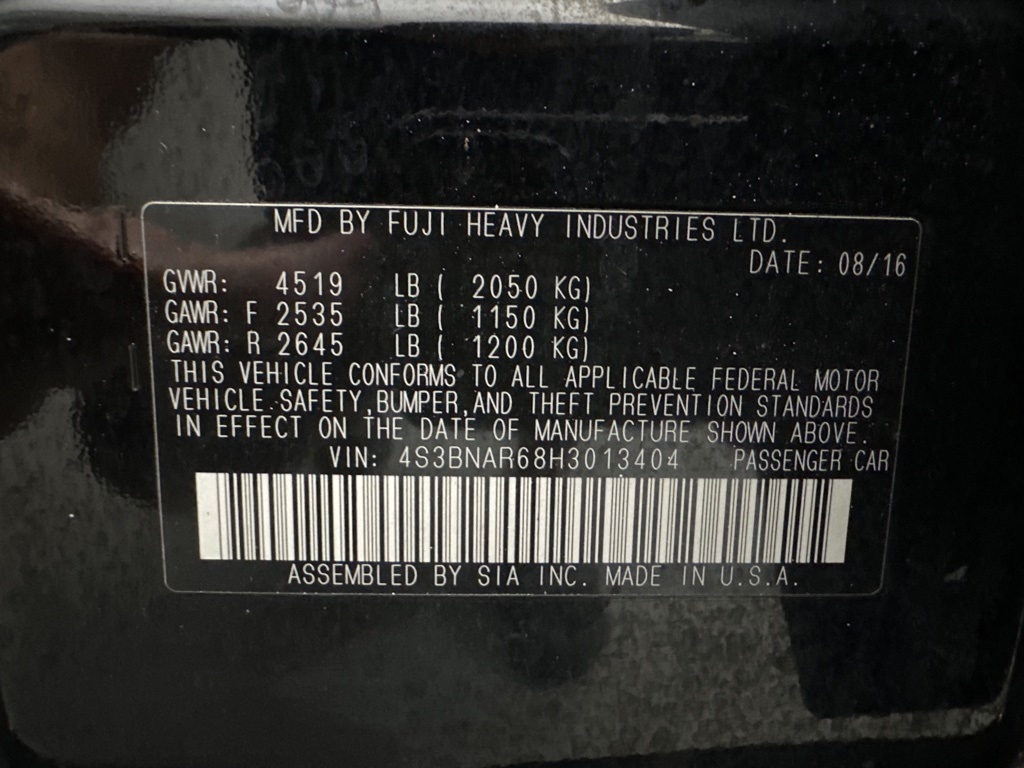 MFD BY FUJI HEAVY INDUSTRIES LTD.
DATE: 08/16
GVWR: 4519 LB ( 2050 KG)
GAWR: F 2535 LB ( 1150 KG)
GAWR: R 2645 LB ( 1200 KG)
THIS VEHICLE CONFORMS TO ALL APPLICABLE FEDERAL MOTOR
VEHICLE SAFETY, BUMPER, AND THEFT PREVENTION STANDARDS
IN EFFECT ON THE DATE OF MANUFACTURE SHOWN ABOVE.
VIN: 4S3BNAR68H3013404 PASSENGER CAR
ASSEMBLED BY SIA INC. MADE IN U.S.A.